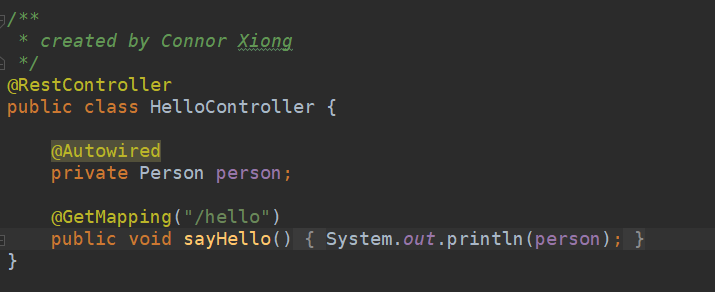 /**
 * created by Connor Xiong
 */
@RestController
public class HelloController {
    @Autowired
    private Person person;
    @GetMapping("/hello")
    public void sayHello() { System.out.println(person); }
}